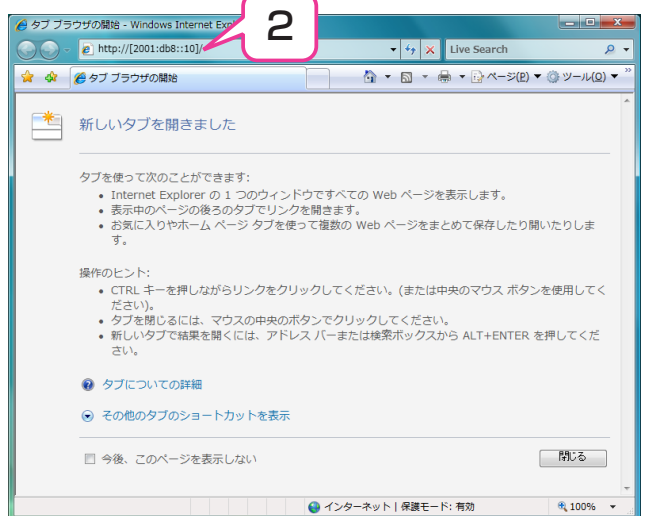 タブ ブラウザの開始 - Windows Internet Exp
2
http://[2001:db8::10]/
Live Search
タブ ブラウザの開始
ページ(P) ツール(O) »
新しいタブを開きました
タブを使って次のことができます:
• Internet Explorer の 1 つのウィンドウですべての Web ページを表示します。
• 表示中のページの後ろのタブでリンクを開きます。
• お気に入りやホーム ページ タブを使って複数の Web ページをまとめて保存したり開いたりしま
す。
操作のヒント:
• CTRL キーを押しながらリンクをクリックしてください。(または中央のマウス ボタンを使用してく
ださい)。
• タブを閉じるには、マウスの中央のボタンでクリックしてください。
• 新しいタブで結果を開くには、アドレス バーまたは検索ボックスから ALT+ENTER を押してくだ
さい。
タブについての詳細
その他のタブのショートカットを表示
今後、このページを表示しない
閉じる
インターネット | 保護モード: 有効
100%